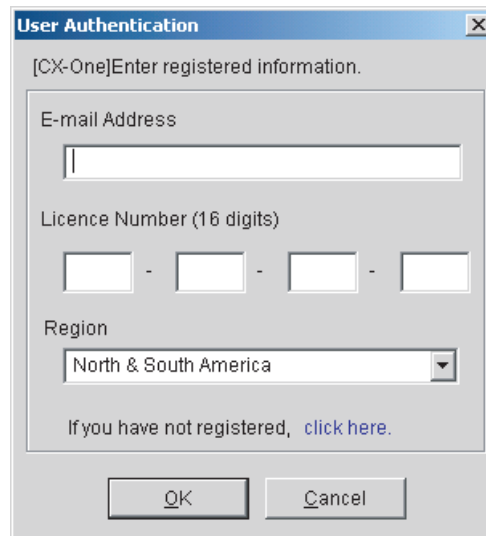 User Authentication
[CX-One]Enter registered information.
E-mail Address
Licence Number (16 digits)
- - -
Region
North & South America
If you have not registered, click here.
OK Cancel